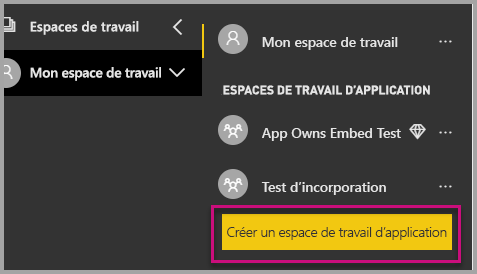 Espaces de travail
Mon espace de travail
Mon espace de travail
ESPACES DE TRAVAIL D'APPLICATION
App Owns Embed Test
Test d'incorporation
Créer un espace de travail d'application